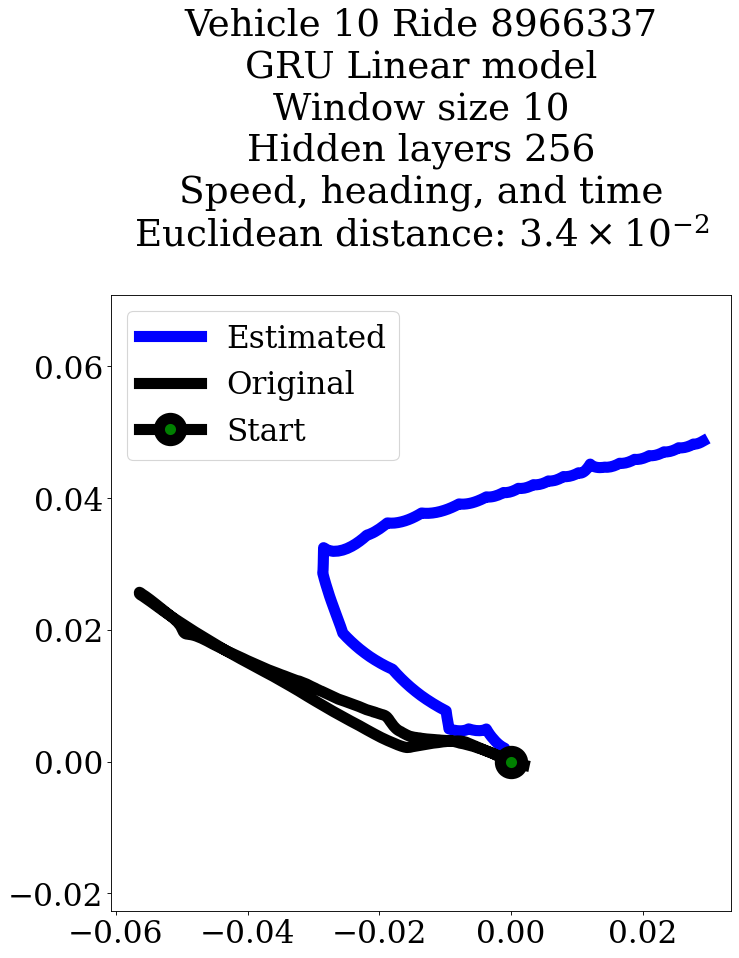 Vehicle 10 Ride 8966337
GRU Linear model
Window size 10
Hidden layers 256
Speed, heading, and time
Euclidean distance: 3.4 × 10⁻²
Estimated
Original
Start
0.06
0.04
0.02
0.00
−0.02
−0.06 −0.04 −0.02 0.00 0.02